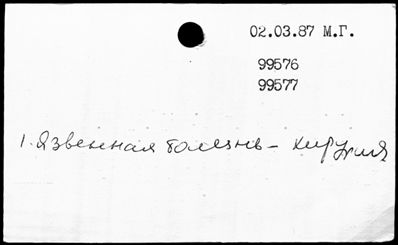 02.03.87 М.Г.
99576
99577
1. Язвенная болезнь – хирургия